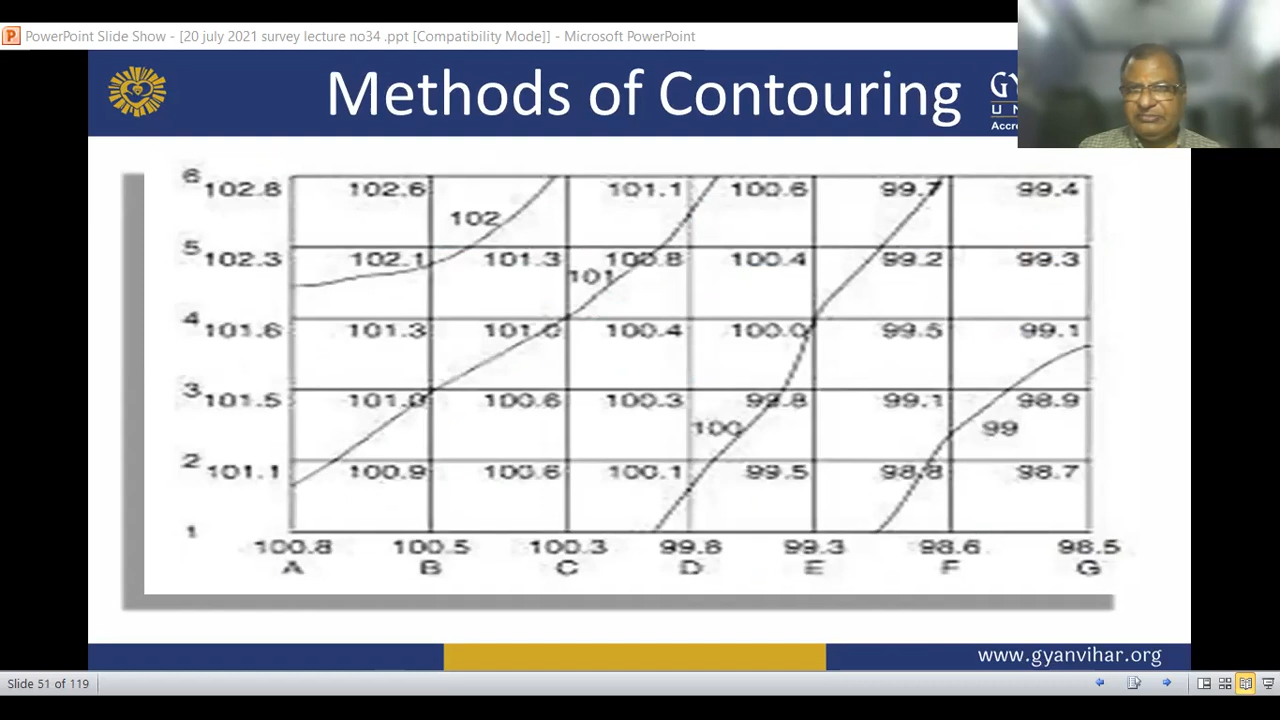 PowerPoint Slide Show - [20 july 2021 survey lecture no34 .ppt [Compatibility Mode]] - Microsoft PowerPoint
Methods of Contouring
GY
U N
Accre
6 102.8 102.6 101.1 100.6 99.7 99.4
102
5 102.3 102.1 101.3 100.8 100.4 99.2 99.3
101
4 101.6 101.3 101.0 100.4 100.0 99.5 99.1
3 101.5 101.0 100.6 100.3 99.8 99.1 98.9
100 99
2 101.1 100.9 100.6 100.1 99.5 98.8 98.7
1
100.8 100.5 100.3 99.8 99.3 98.6 98.5
A B C D E F G
www.gyanvihar.org
Slide 51 of 119